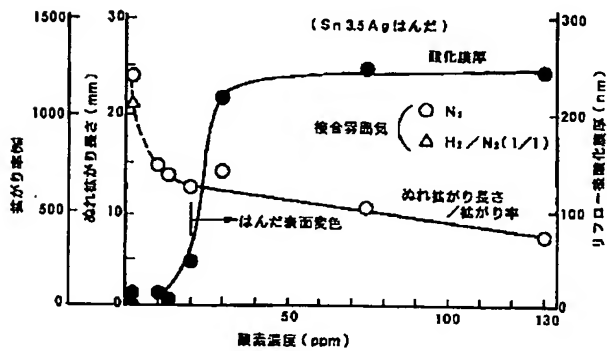 (Sn3.5Agはんだ)
酸化膜厚
接合雰囲気
○ N₂
△ H₂/N₂(1/1)
ぬれ拡がり長さ
/拡がり率
はんだ表面変色
拡がり率(%)
1500
1000
500
0
ぬれ拡がり長さ(mm)
30
20
10
0
リフロー後酸化膜厚(nm)
300
200
100
0
50
100
130
酸素濃度(ppm)